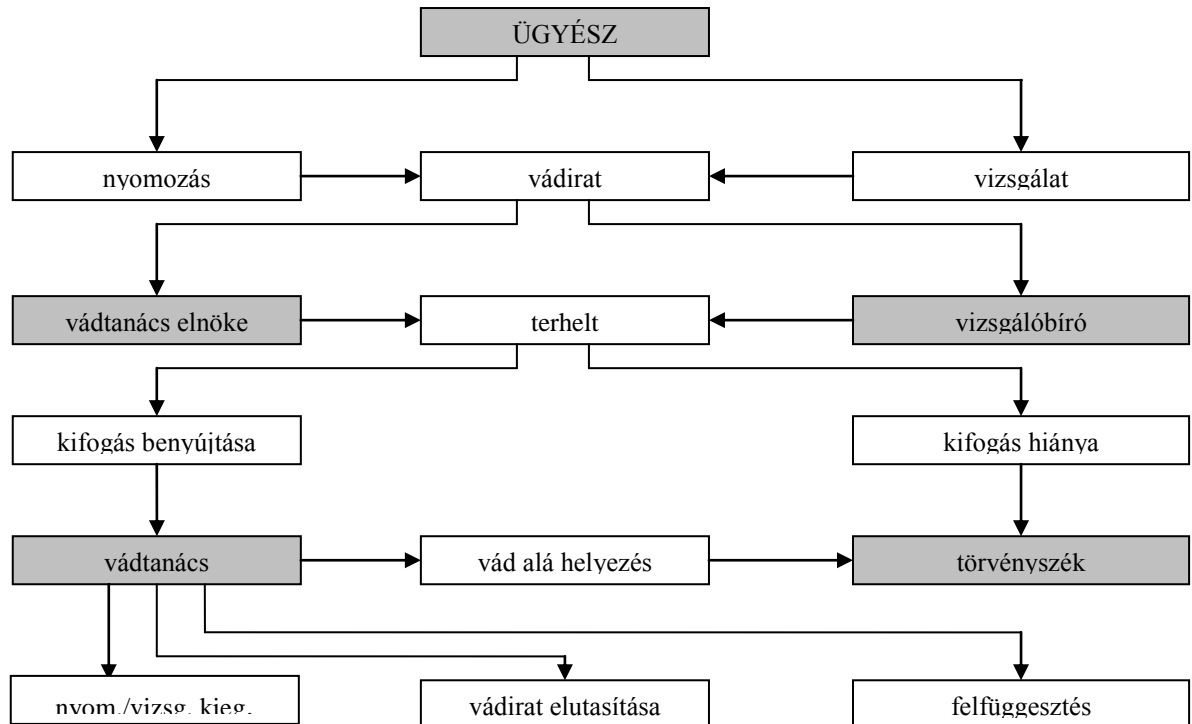 ÜGYÉSZ
nyomozás
vádirat
vizsgálat
vádtanács elnöke
terhelt
vizsgálóbíró
kifogás benyújtása
kifogás hiánya
vádtanács
vád alá helyezés
törvényszék
nyom./vizsg. kieg.
vádirat elutasítása
felfüggesztés